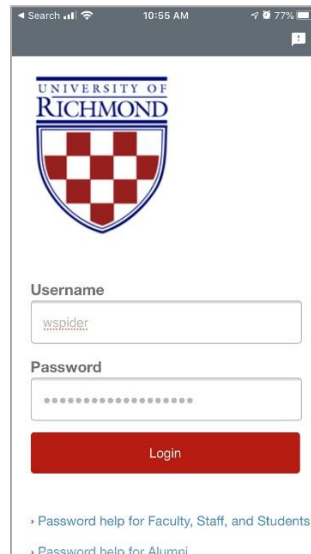 Search 10:55 AM 77%
UNIVERSITY OF
RICHMOND
Username
wspider
Password
•••••••••••••••••••
Login
Password help for Faculty, Staff, and Students
Password help for Alumni